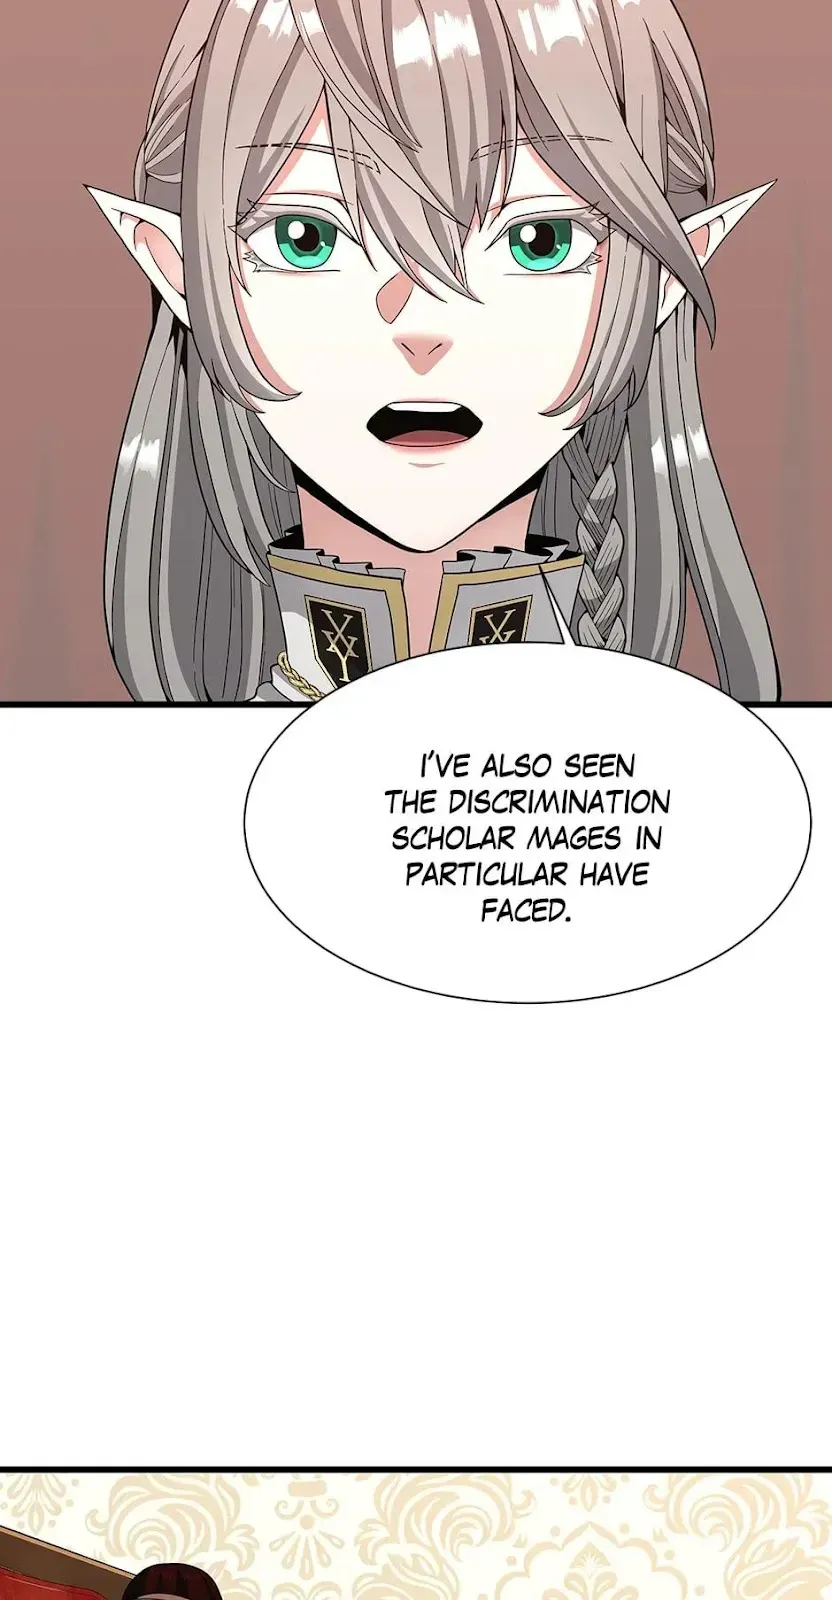 I'VE ALSO SEEN
THE DISCRIMINATION
SCHOLAR MAGES IN
PARTICULAR HAVE
FACED.